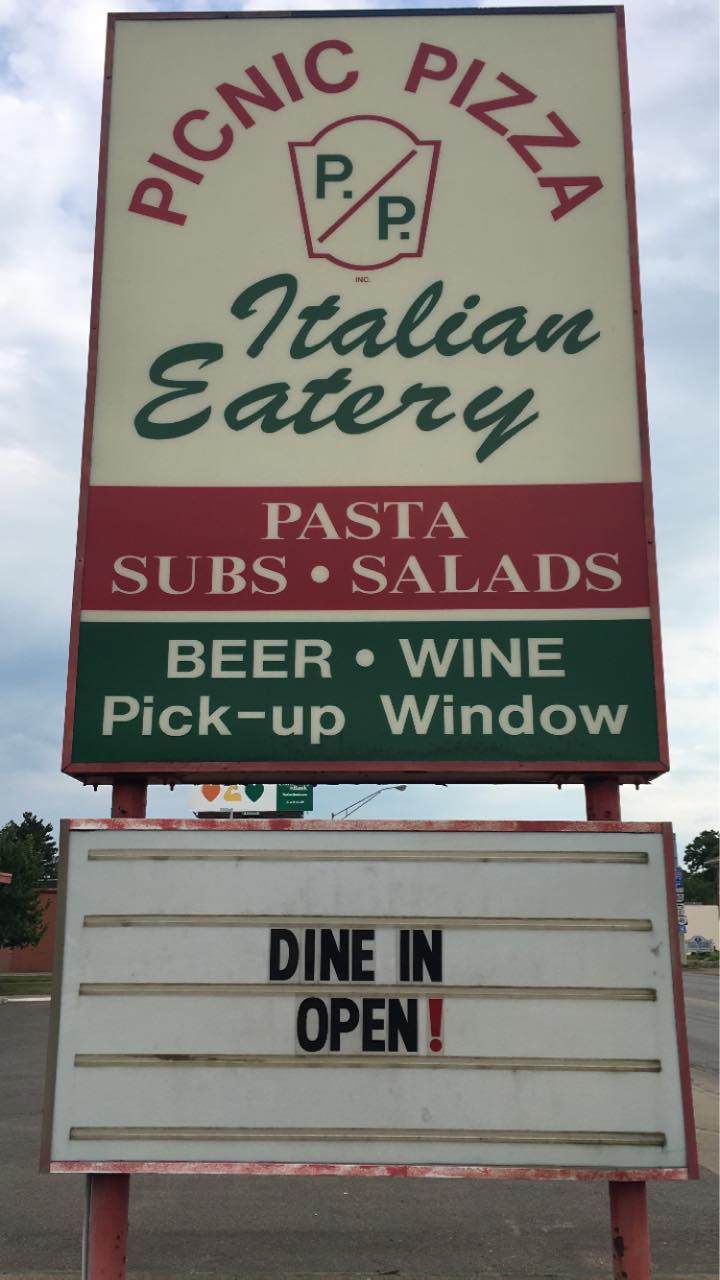 PICNIC PIZZA
P.
P.
INC.
Italian
Eatery
PASTA
SUBS • SALADS
BEER • WINE
Pick-up Window
DINE IN
OPEN!